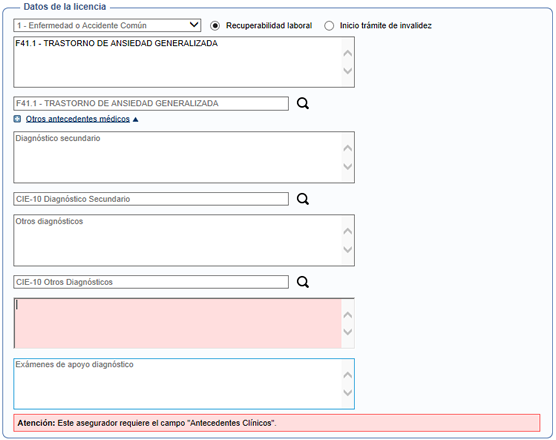 Datos de la licencia
1 - Enfermedad o Accidente Común Recuperabilidad laboral Inicio trámite de invalidez
F41.1 - TRASTORNO DE ANSIEDAD GENERALIZADA
F41.1 - TRASTORNO DE ANSIEDAD GENERALIZADA
Otros antecedentes médicos
Diagnóstico secundario
CIE-10 Diagnóstico Secundario
Otros diagnósticos
CIE-10 Otros Diagnósticos
Exámenes de apoyo diagnóstico
Atención: Este asegurador requiere el campo "Antecedentes Clínicos".